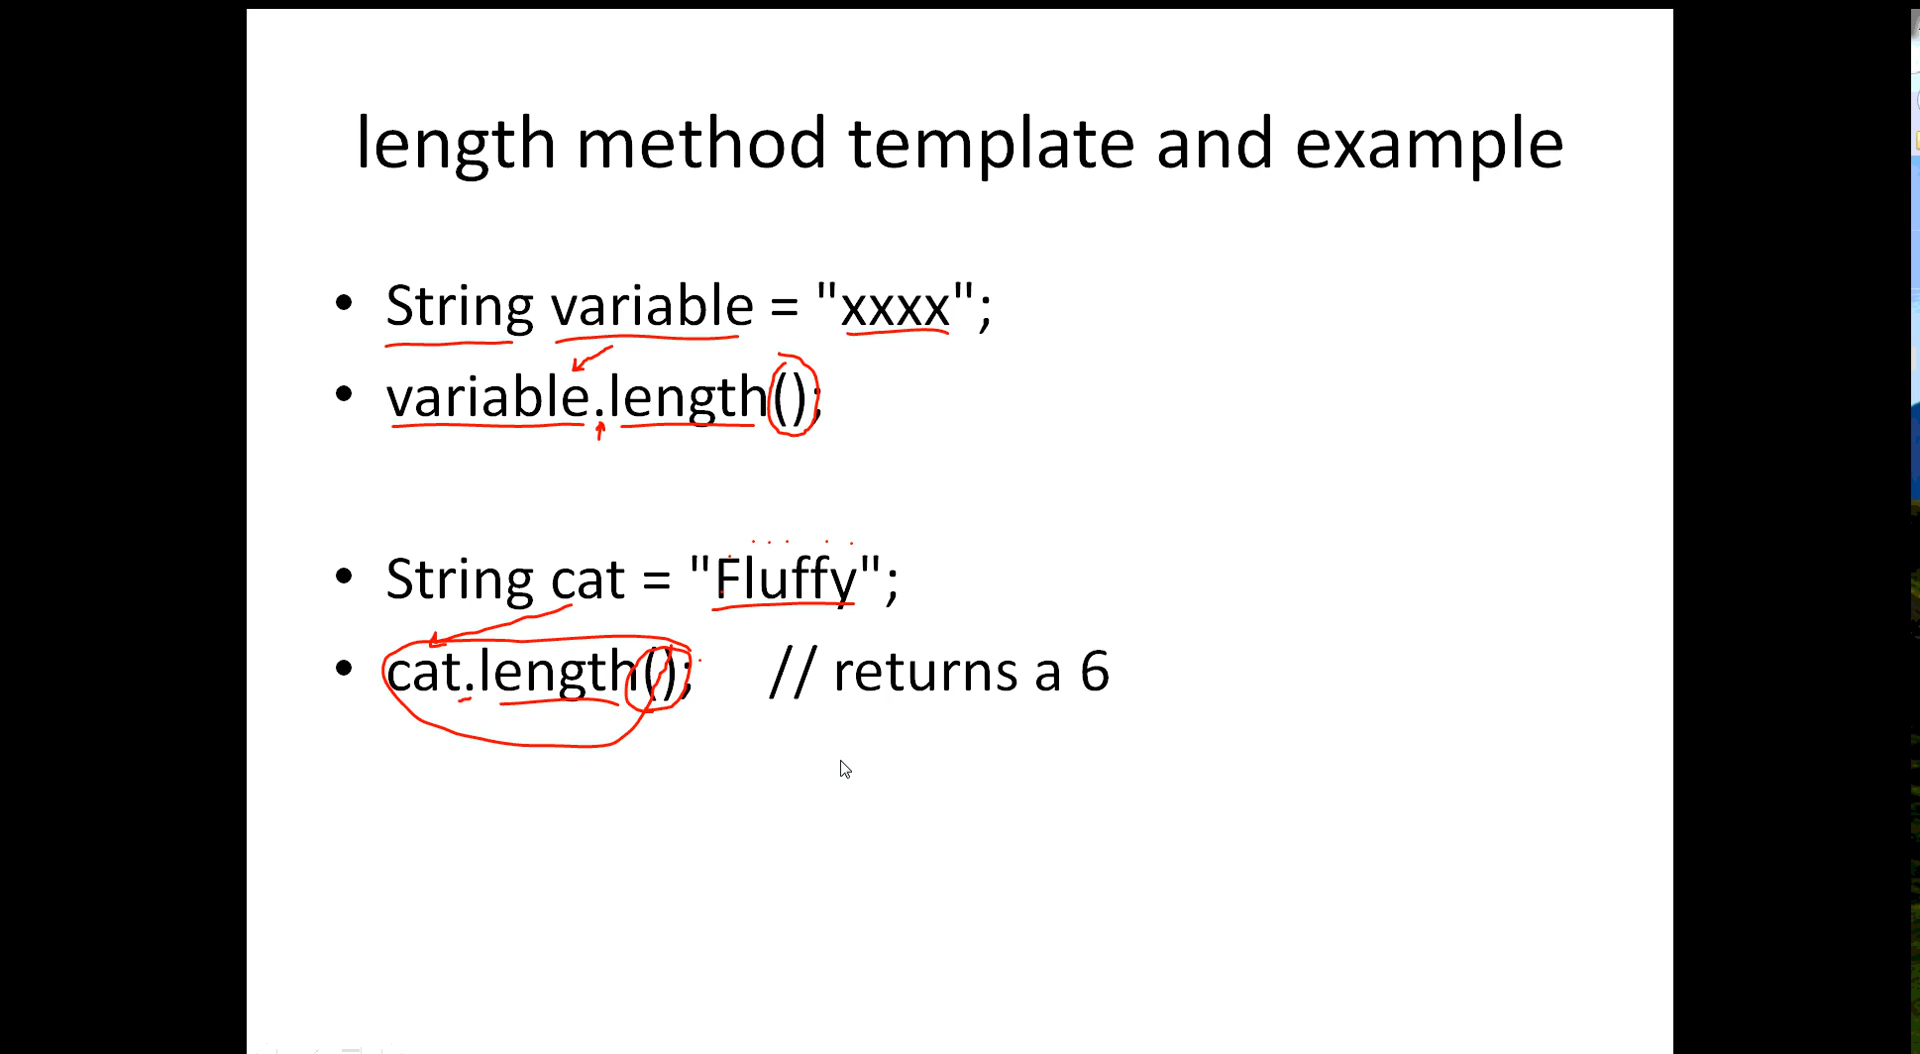 length method template and example
• String variable = "xxxx";
• variable.length();
• String cat = "Fluffy";
• cat.length(); // returns a 6